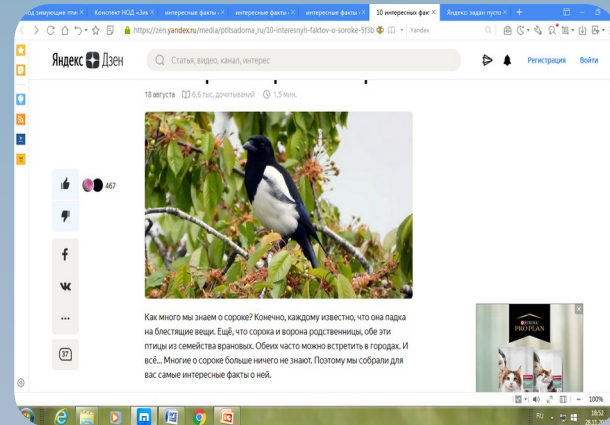 од зимующие пти
Конспект НОД «Зим
интересные факты
интересные факты
интересные факты
10 интересных фак
Яндекс: задан пусто
https://zen.yandex.ru/media/ptitsadoma_ru/10-interesnyh-faktov-o-soroke-5f3b
Yandex
Яндекс Дзен
Статья, видео, канал, интерес
Регистрация
Войти
18 августа 6,6 тыс. дочитываний 1,5 мин.
467
37
Как много мы знаем о сороке? Конечно, каждому известно, что она падка
на блестящие вещи. Ещё, что сорока и ворона родственницы, обе эти
птицы из семейства врановых. Обеих часто можно встретить в городах. И
всё... Многие о сороке больше ничего не знают. Поэтому мы собрали для
вас самые интересные факты о ней.
PURINA
PRO PLAN
100%
RU
18:52